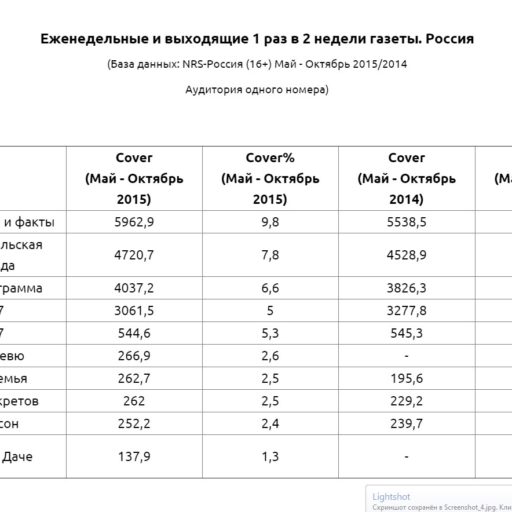 Еженедельные и выходящие 1 раз в 2 недели газеты. Россия
(База данных: NRS-Россия (16+) Май - Октябрь 2015/2014
Аудитория одного номера)
Cover Cover% Cover
(Май - Октябрь (Май - Октябрь (Май - Октябрь (Ма
2015) 2015) 2014)
и факты 5962,9 9,8 5538,5
льская
да 4720,7 7,8 4528,9
грамма 4037,2 6,6 3826,3
7 3061,5 5 3277,8
7 544,6 5,3 545,3
евю 266,9 2,6 -
емья 262,7 2,5 195,6
кретов 262 2,5 229,2
сон 252,2 2,4 239,7
Даче 137,9 1,3 -
Lightshot
Скриншот сохранён в Screenshot_4.jpg. Кли